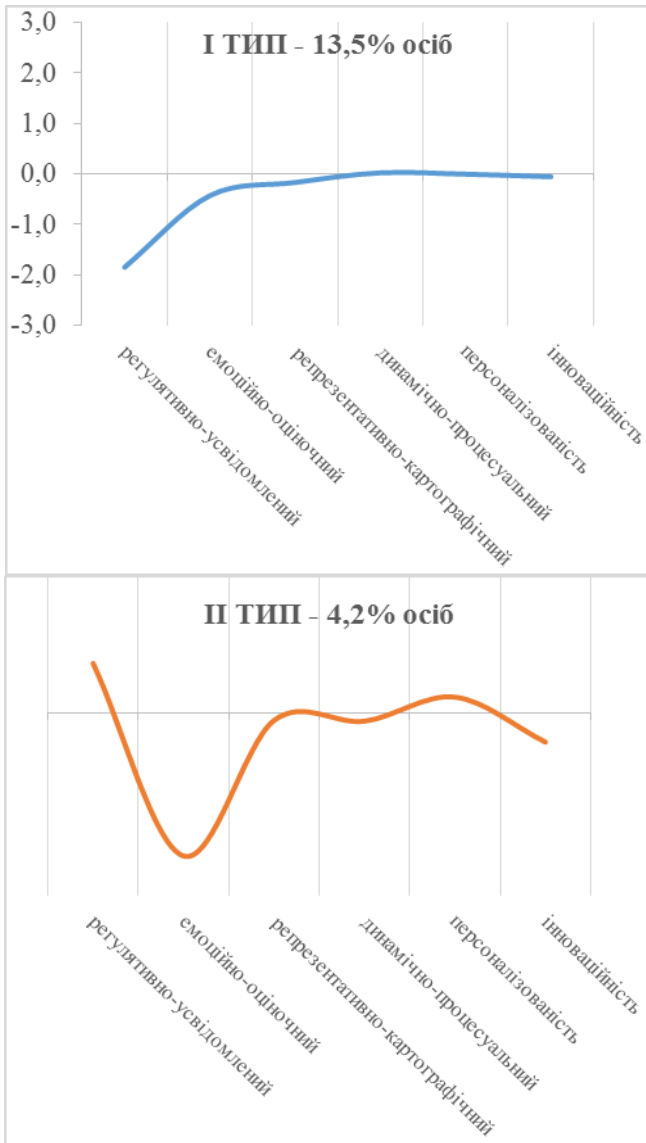 I ТИП - 13,5% осіб
3,0
2,0
1,0
0,0
-1,0
-2,0
-3,0
регулятивно-усвідомлений
емоційно-оціночний
репрезентативно-картографічний
динамічно-процесуальний
персоналізованість
інноваційність
II ТИП - 4,2% осіб
регулятивно-усвідомлений
емоційно-оціночний
репрезентативно-картографічний
динамічно-процесуальний
персоналізованість
інноваційність